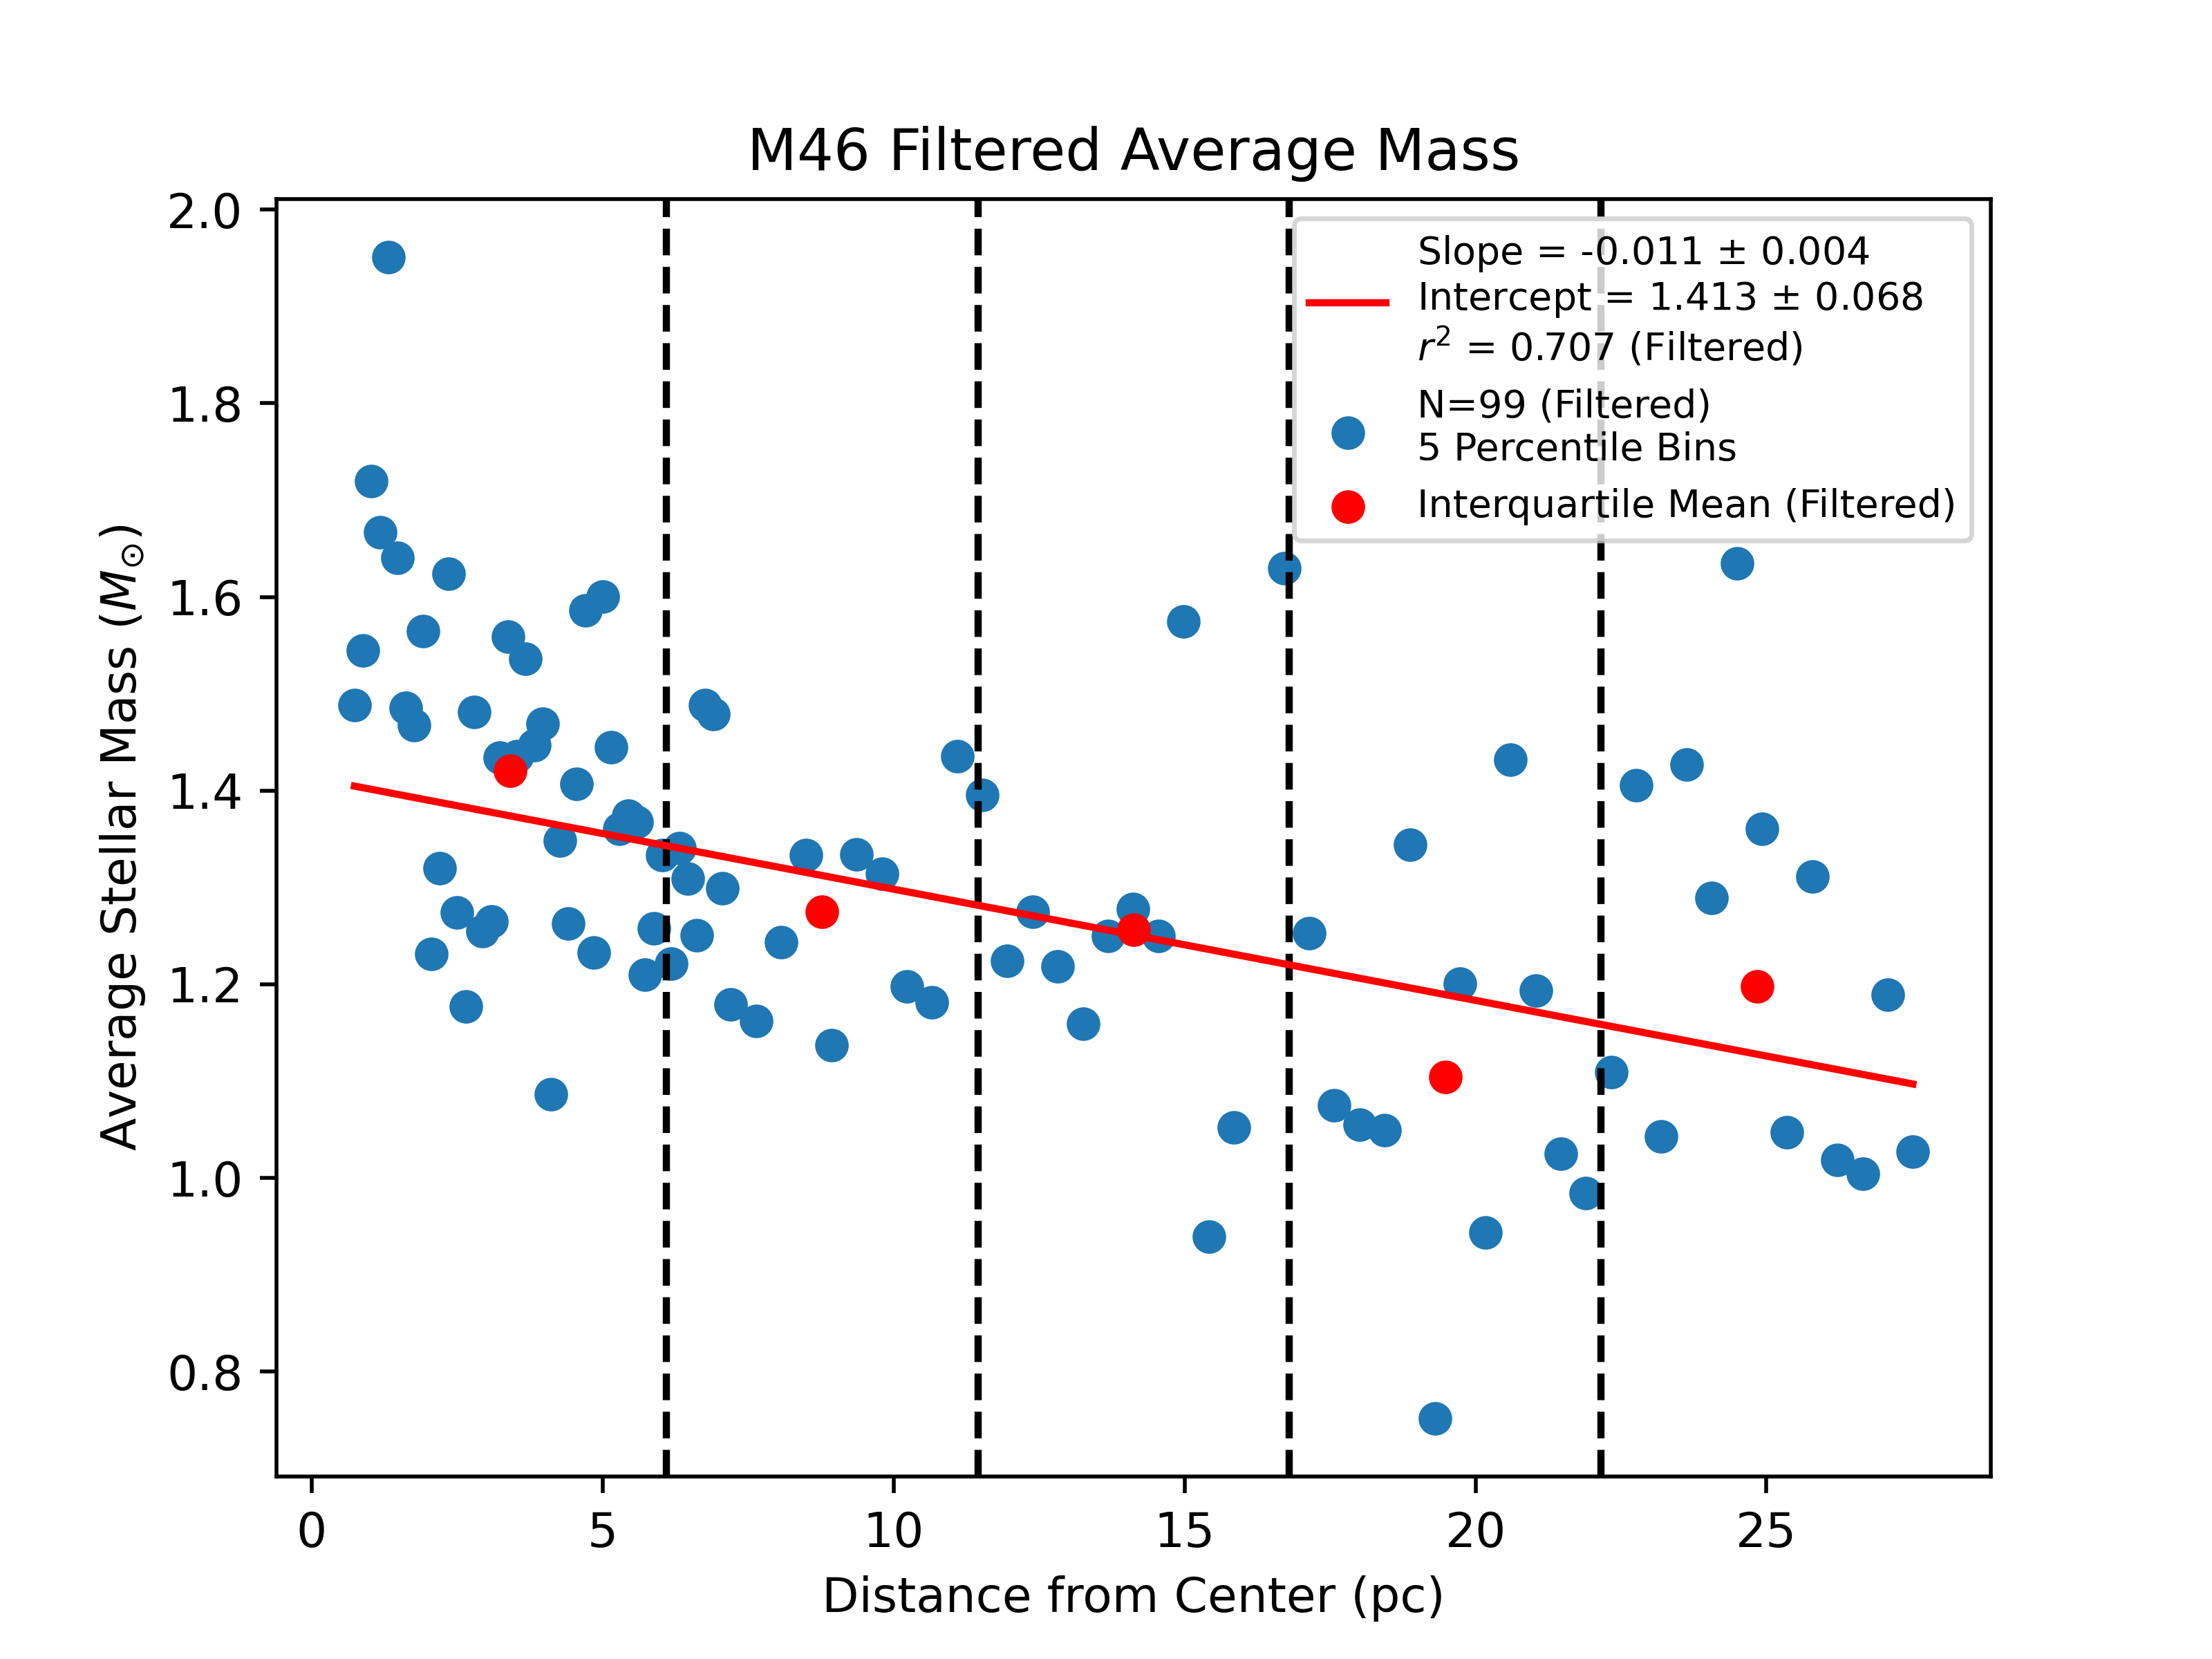 M46 Filtered Average Mass
2.0
1.8
1.6
1.4
1.2
1.0
0.8
Average Stellar Mass (M☉)
Slope = -0.011 ± 0.004
Intercept = 1.413 ± 0.068
r² = 0.707 (Filtered)
N=99 (Filtered)
5 Percentile Bins
Interquartile Mean (Filtered)
0 5 10 15 20 25
Distance from Center (pc)